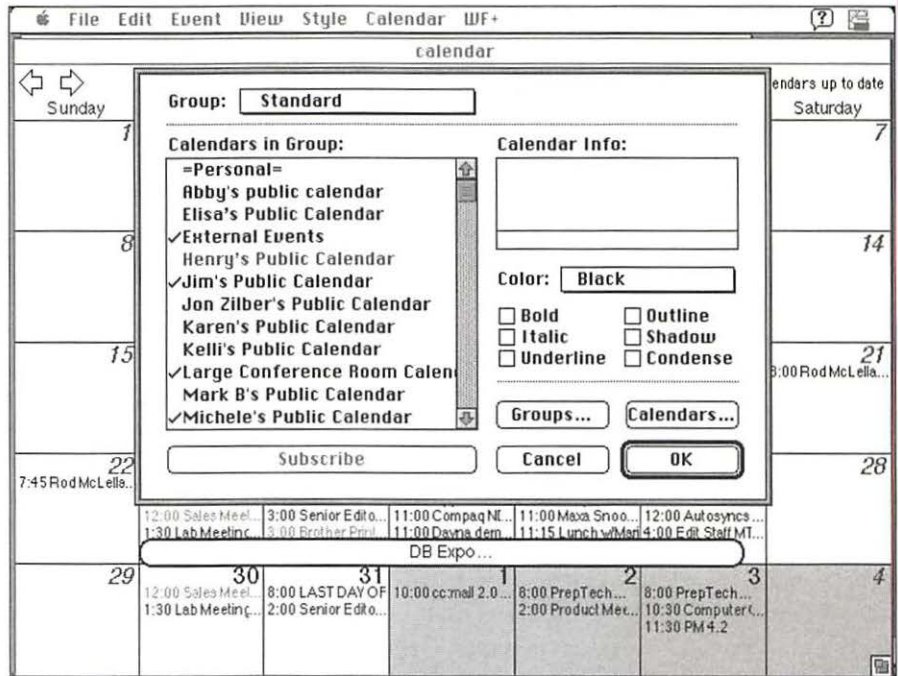 File Edit Event View Style Calendar WF+
calendar
endars up to date
Sunday
Saturday
Group: Standard
Calendars in Group:
=Personal=
Abby's public calendar
Elisa's Public Calendar
✓External Events
Henry's Public Calendar
✓Jim's Public Calendar
Jon Zilber's Public Calendar
Karen's Public Calendar
Kelli's Public Calendar
✓Large Conference Room Calen
Mark B's Public Calendar
✓Michele's Public Calendar
Subscribe
Calendar Info:
Color: Black
Bold
Outline
Italic
Shadow
Underline
Condense
Groups...
Calendars...
Cancel
OK
1
7
8
14
15
21
8:00 Rod McLella...
22
7:45 Rod McLella..
28
12:00 Sales Meel... 3:00 Senior Edito... 11:00 Compaq NI... 11:00 Maxa Snoo... 12:00 Autosyncs...
1:30 Lab Meeting 3:00 Brother Print... 11:00 Dayna dem... 11:15 Lunch w/Mari 4:00 Edit Staff MT...
DB Expo...
29 30 31 1 2 3 4
12:00 Sales Meel... 8:00 LAST DAY OF 10:00 cc:mail 2.0... 8:00 PrepTech... 8:00 PrepTech...
1:30 Lab Meeting... 2:00 Senior Edito... 2:00 Product Mee... 10:30 Computer(...
11:30 PM 4.2